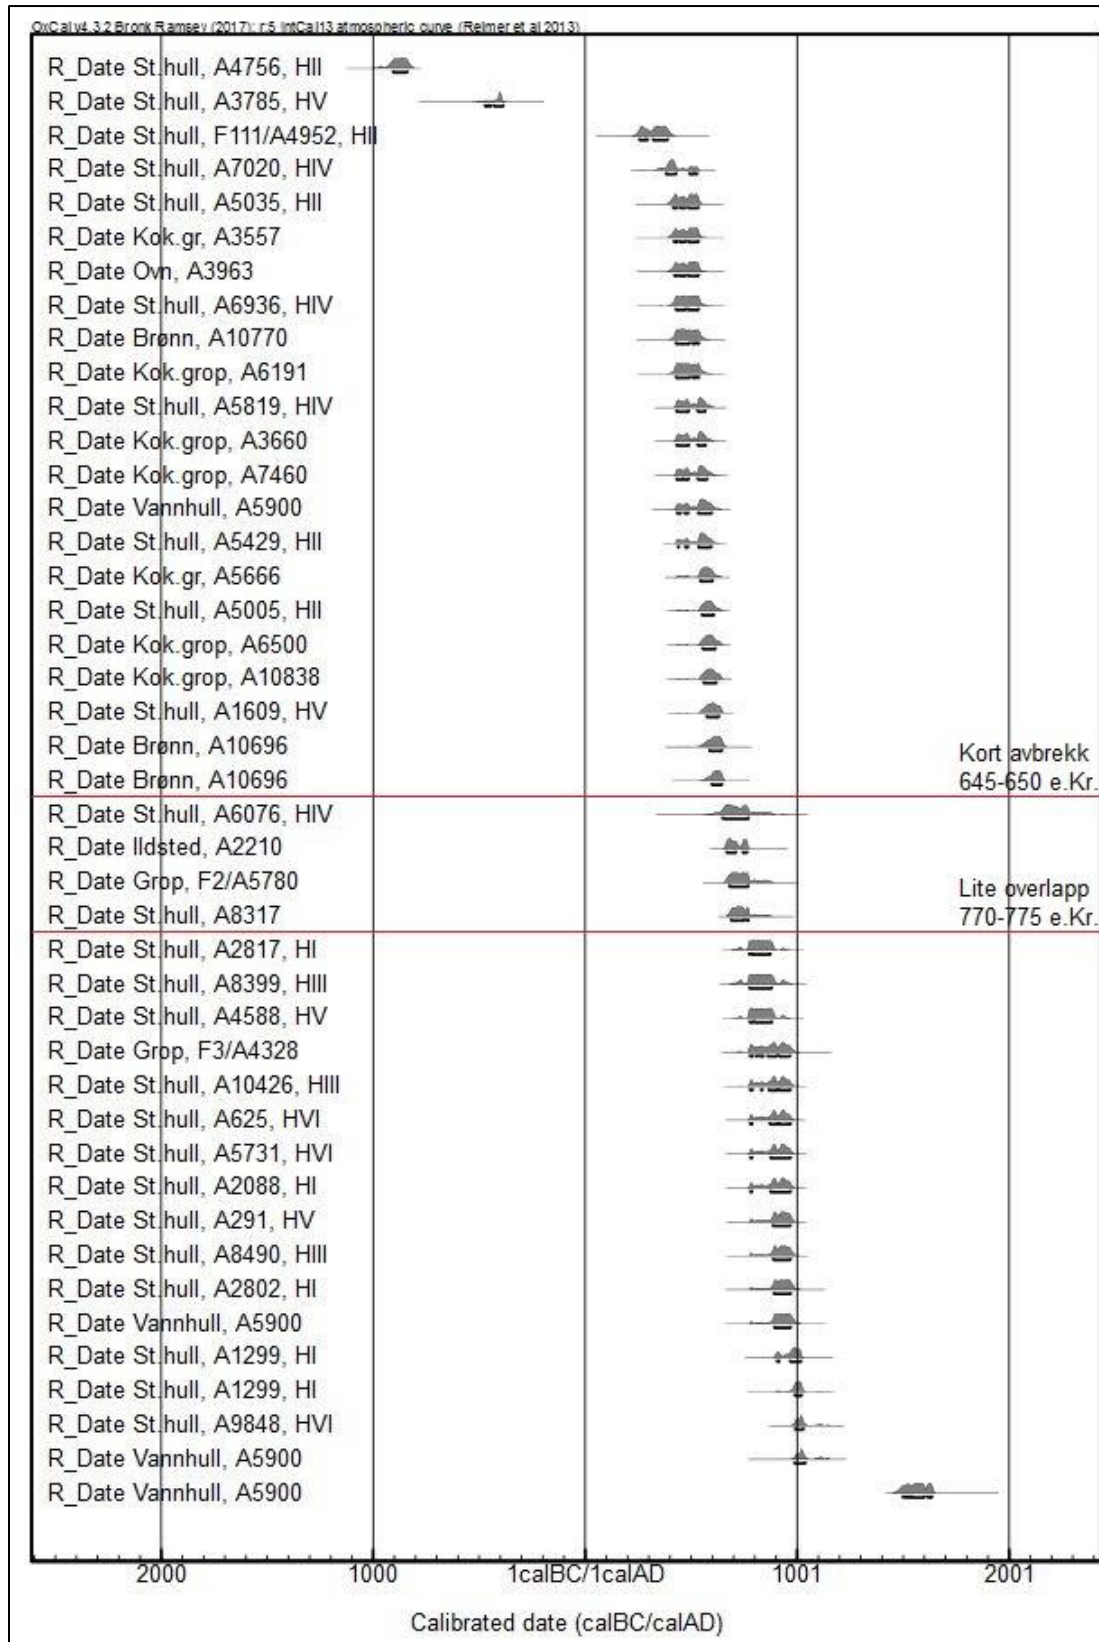 OxCal v4.3.2 Bronk Ramsey (2017); r:5 IntCal13 atmospheric curve (Reimer et al 2013)
R_Date St.hull, A4756, HII
R_Date St.hull, A3785, HV
R_Date St.hull, F111/A4952, HII
R_Date St.hull, A7020, HIV
R_Date St.hull, A5035, HII
R_Date Kok.gr, A3557
R_Date Ovn, A3963
R_Date St.hull, A6936, HIV
R_Date Brønn, A10770
R_Date Kok.grop, A6191
R_Date St.hull, A5819, HIV
R_Date Kok.grop, A3660
R_Date Kok.grop, A7460
R_Date Vannhull, A5900
R_Date St.hull, A5429, HII
R_Date Kok.gr, A5666
R_Date St.hull, A5005, HII
R_Date Kok.grop, A6500
R_Date Kok.grop, A10838
R_Date St.hull, A1609, HV
R_Date Brønn, A10696
R_Date Brønn, A10696
Kort avbrekk
645-650 e.Kr.
R_Date St.hull, A6076, HIV
R_Date Ildsted, A2210
R_Date Grop, F2/A5780
R_Date St.hull, A8317
Lite overlapp
770-775 e.Kr.
R_Date St.hull, A2817, HI
R_Date St.hull, A8399, HIII
R_Date St.hull, A4588, HV
R_Date Grop, F3/A4328
R_Date St.hull, A10426, HIII
R_Date St.hull, A625, HVI
R_Date St.hull, A5731, HVI
R_Date St.hull, A2088, HI
R_Date St.hull, A291, HV
R_Date St.hull, A8490, HIII
R_Date St.hull, A2802, HI
R_Date Vannhull, A5900
R_Date St.hull, A1299, HI
R_Date St.hull, A1299, HI
R_Date St.hull, A9848, HVI
R_Date Vannhull, A5900
R_Date Vannhull, A5900
2000 1000 1calBC/1calAD 1001 2001
Calibrated date (calBC/calAD)